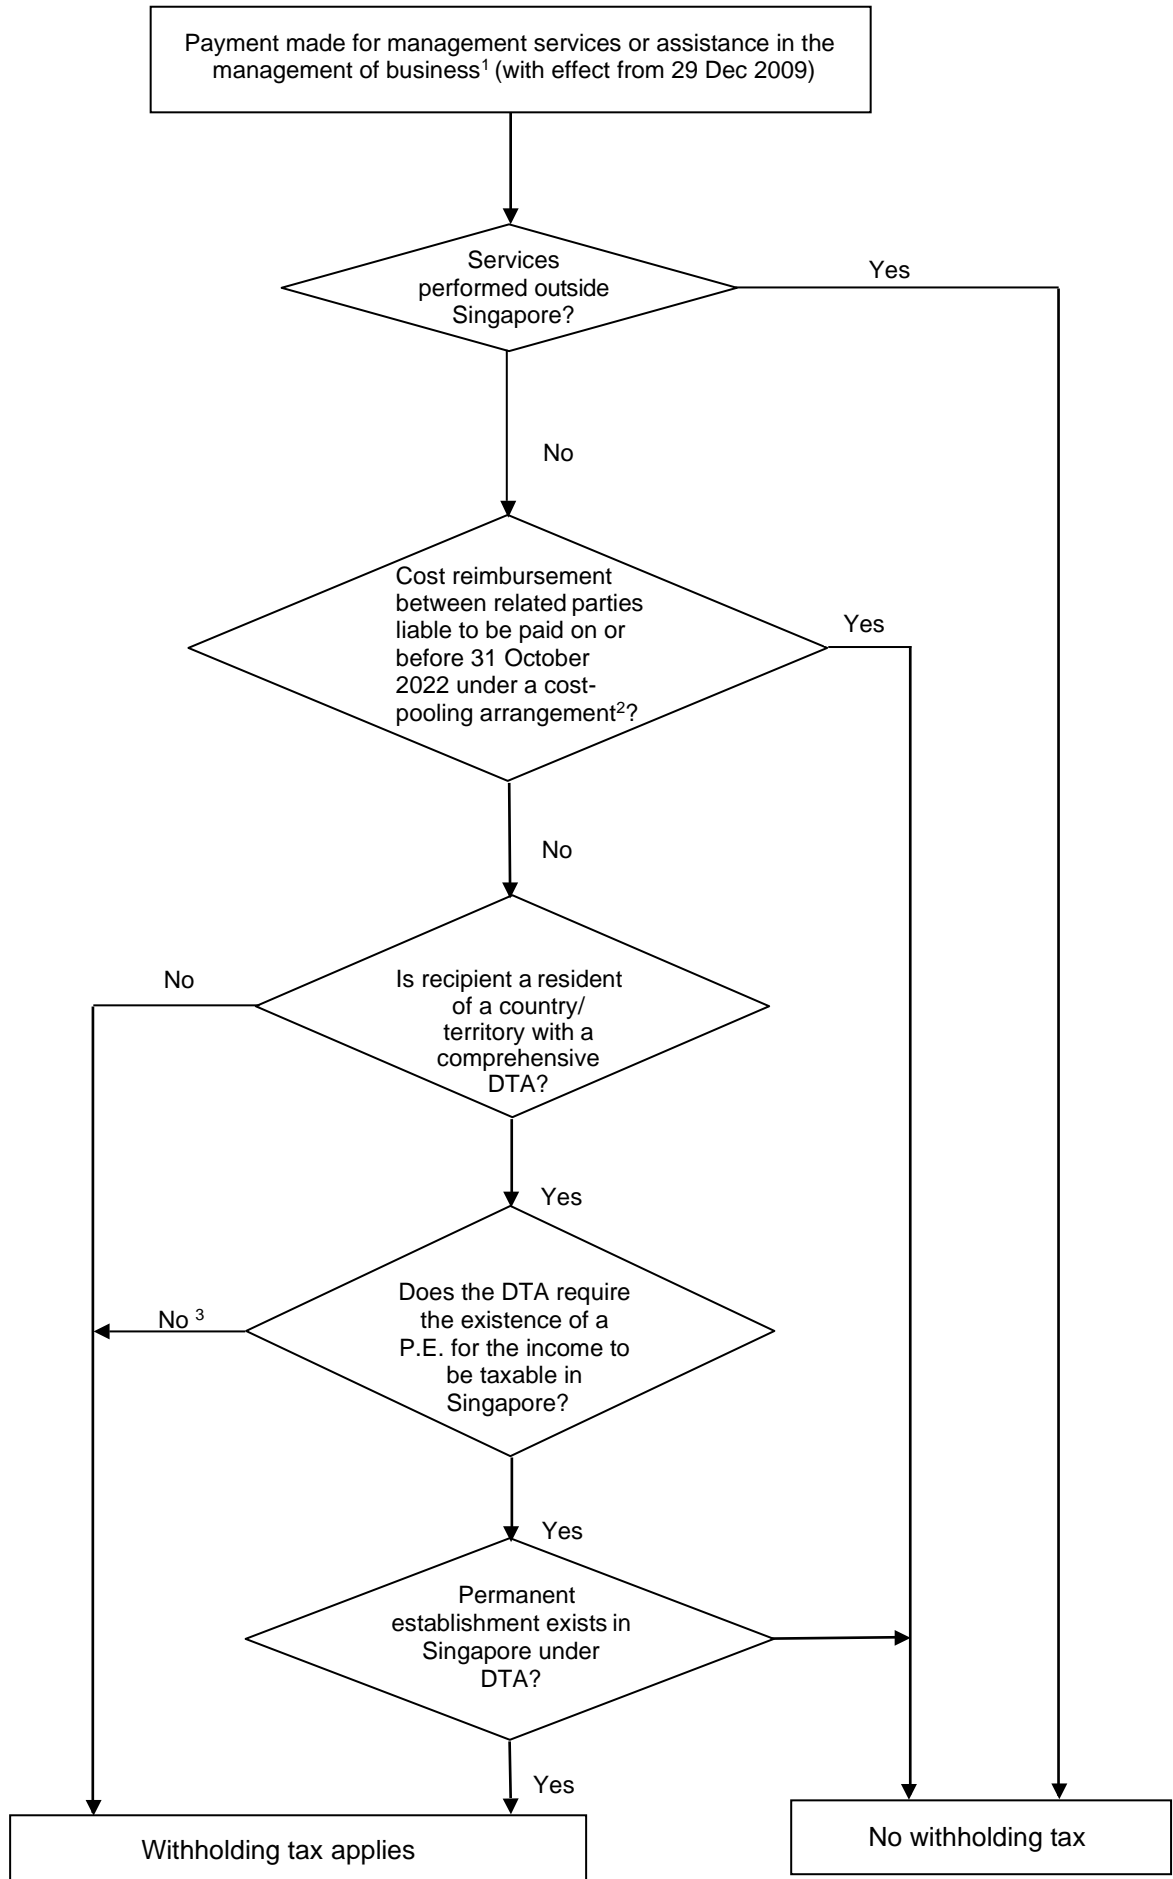 Payment made for management services or assistance in the
management of business¹ (with effect from 29 Dec 2009)
Services
performed outside
Singapore?
Yes
No
Cost reimbursement
between related parties
liable to be paid on or
before 31 October
2022 under a cost-
pooling arrangement²?
Yes
No
No
Is recipient a resident
of a country/
territory with a
comprehensive
DTA?
Yes
No ³
Does the DTA require
the existence of a
P.E. for the income to
be taxable in
Singapore?
Yes
Permanent
establishment exists in
Singapore under
DTA?
Yes
Withholding tax applies
No withholding tax